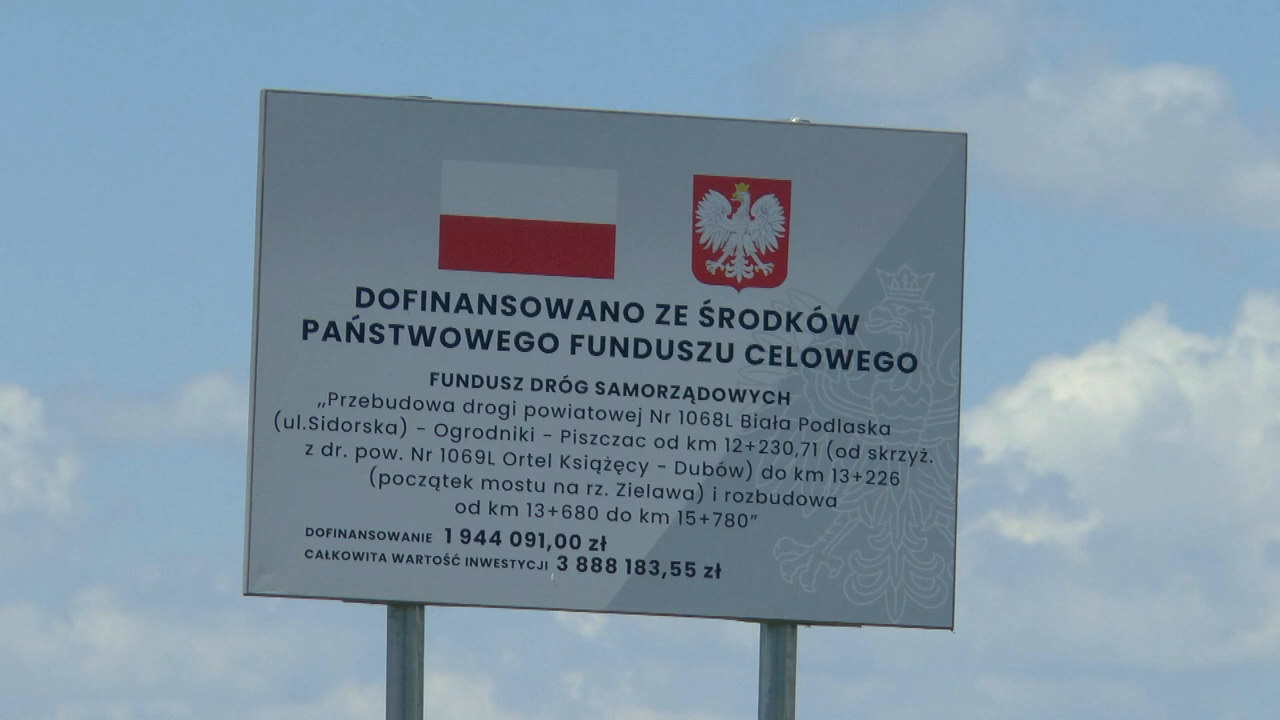 DOFINANSOWANO ZE ŚRODKÓW
PAŃSTWOWEGO FUNDUSZU CELOWEGO
FUNDUSZ DRÓG SAMORZĄDOWYCH
„Przebudowa drogi powiatowej Nr 1068L Biała Podlaska
(ul.Sidorska) – Ogrodniki – Piszczac od km 12+230,71 (od skrzyż.
z dr. pow. Nr 1069L Ortel Książęcy – Dubów) do km 13+226
(początek mostu na rz. Zielawa) i rozbudowa
od km 13+680 do km 15+780”
DOFINANSOWANIE 1 944 091,00 zł
CAŁKOWITA WARTOŚĆ INWESTYCJI 3 888 183,55 zł